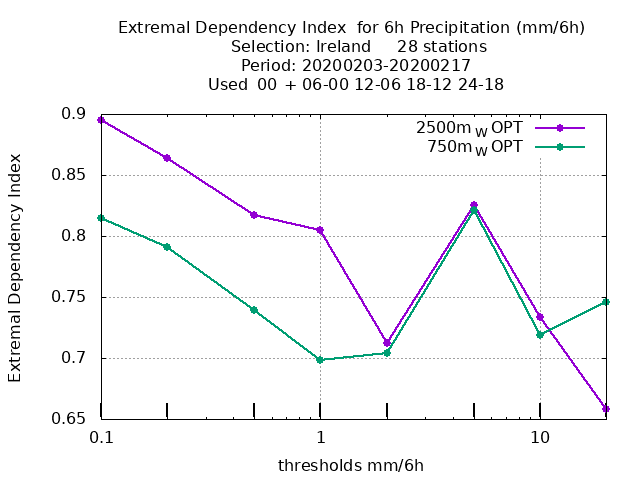 Extremal Dependency Index  for 6h Precipitation (mm/6h)
Selection: Ireland     28 stations
Period: 20200203-20200217
Used  00  + 06-00 12-06 18-12 24-18
2500m W OPT
750m W OPT
0.9
0.85
0.8
0.75
0.7
0.65
Extremal Dependency Index
0.1 1 10
thresholds mm/6h